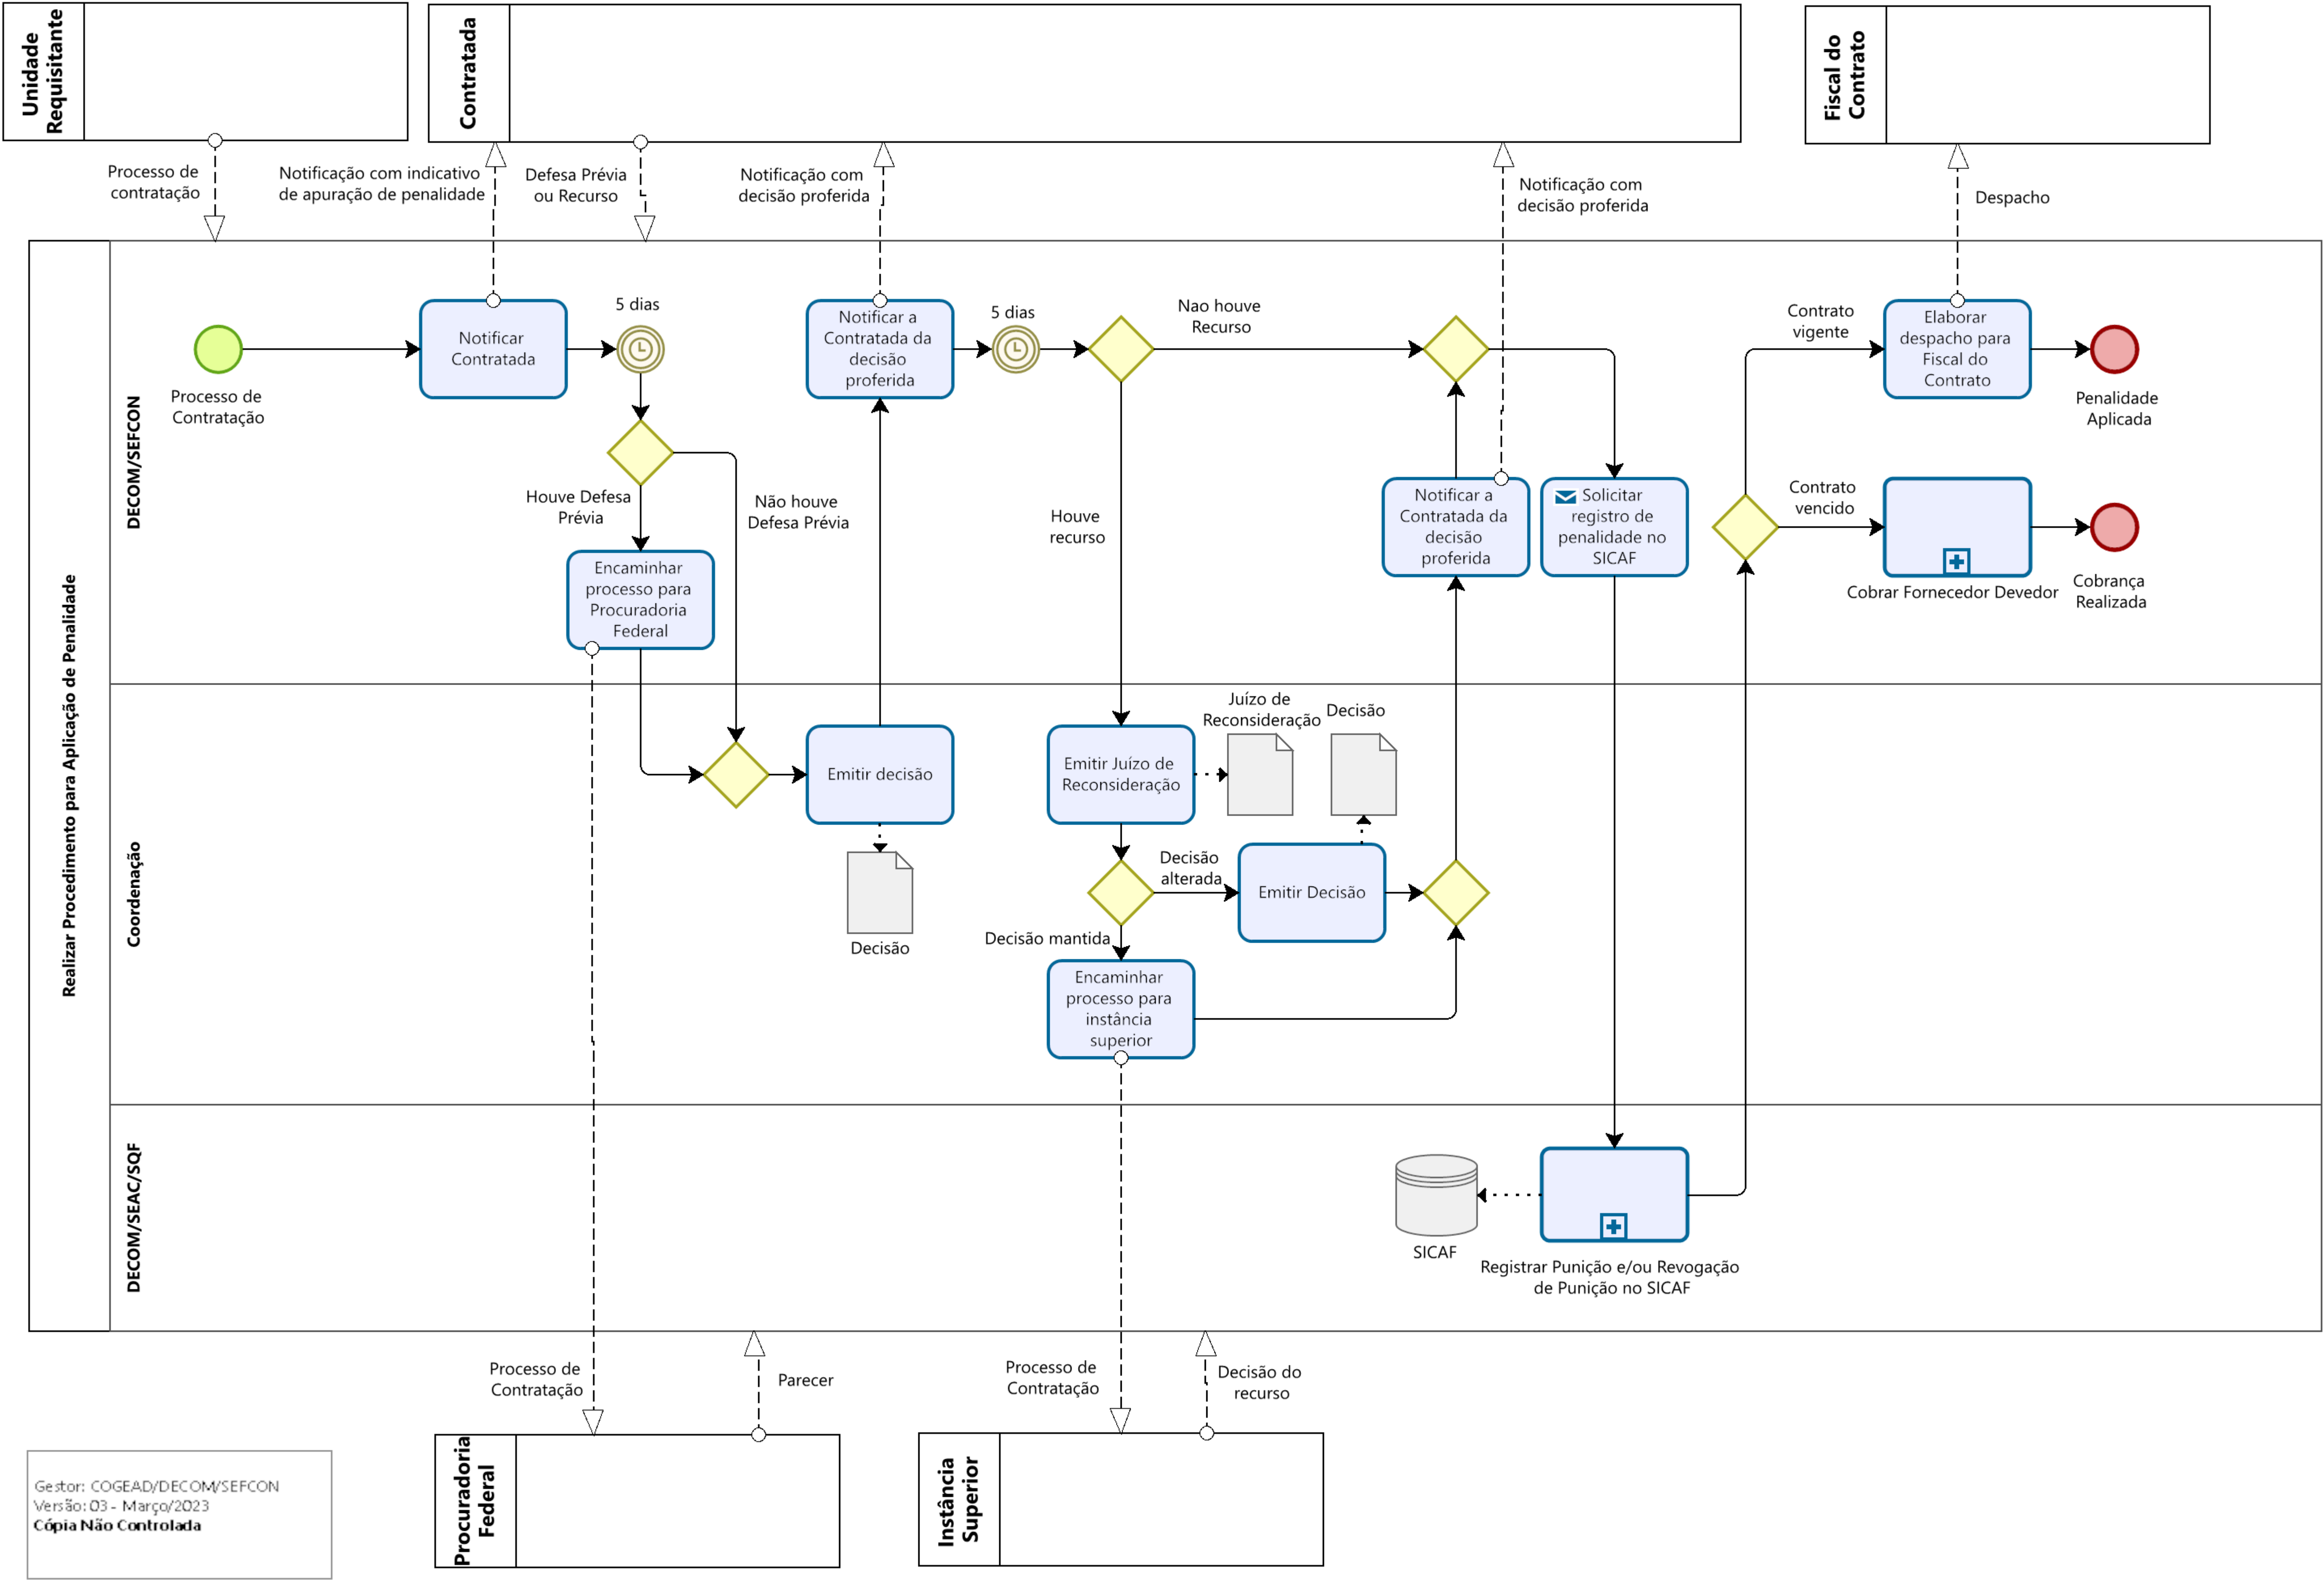 Unidade
Requisitante
Contratada
Fiscal do
Contrato
Processo de
contratação
Notificação com indicativo
de apuração de penalidade
Defesa Prévia
ou Recurso
Notificação com
decisão proferida
Notificação com
decisão proferida
Despacho
Realizar Procedimento para Aplicação de Penalidade
DECOM/SEFCON
Processo de
Contratação
Notificar
Contratada
5 dias
Houve Defesa
Prévia
Não houve
Defesa Prévia
Encaminhar
processo para
Procuradoria
Federal
Notificar a
Contratada da
decisão
proferida
5 dias
Nao houve
Recurso
Houve
recurso
Notificar a
Contratada da
decisão
proferida
Solicitar
registro de
penalidade no
SICAF
Contrato
vigente
Elaborar
despacho para
Fiscal do
Contrato
Penalidade
Aplicada
Contrato
vencido
Cobrar Fornecedor Devedor
Cobrança
Realizada
Coordenação
Emitir decisão
Decisão
Emitir Juízo de
Reconsideração
Juízo de
Reconsideração
Decisão
Decisão
alterada
Emitir Decisão
Decisão mantida
Encaminhar
processo para
instância
superior
DECOM/SEAC/SQF
SICAF
Registrar Punição e/ou Revogação
de Punição no SICAF
Processo de
Contratação
Parecer
Processo de
Contratação
Decisão do
recurso
Procuradoria
Federal
Instância
Superior
Gestor: COGEAD/DECOM/SEFCON
Versão: 03 - Março/2023
Cópia Não Controlada